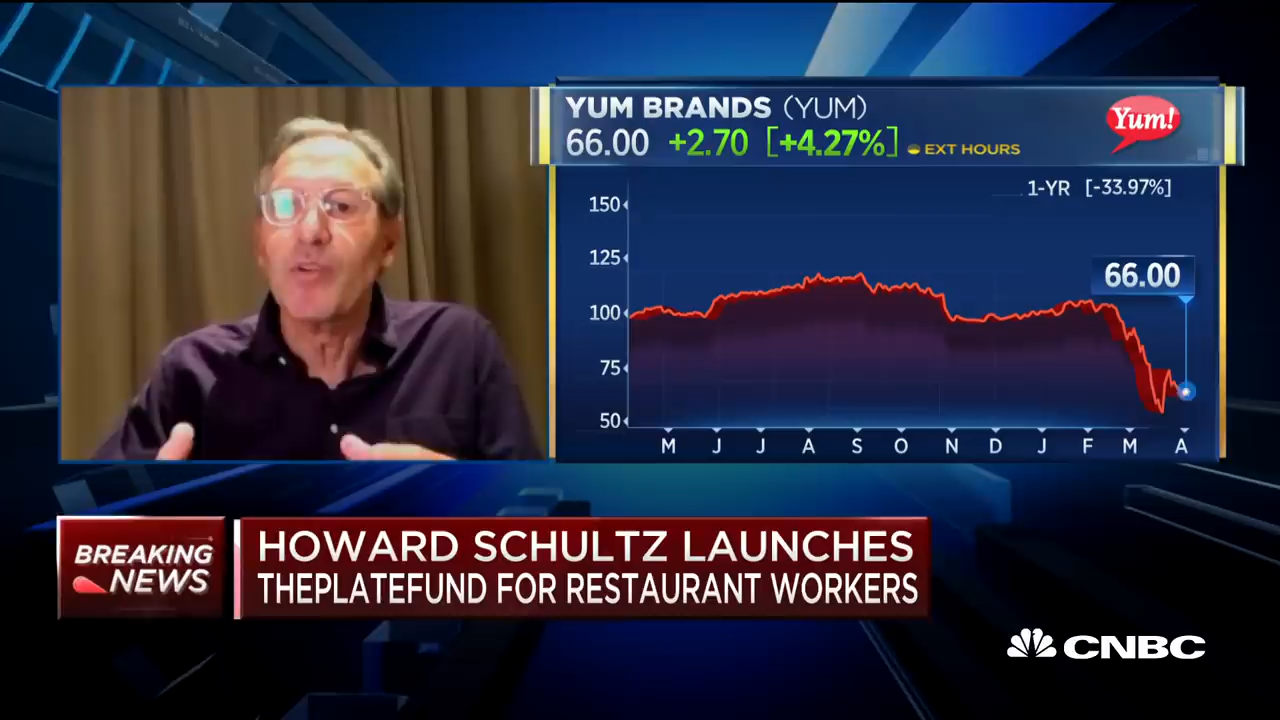 YUM BRANDS (YUM)
66.00 +2.70 [+4.27%] EXT HOURS
Yum!
1-YR [-33.97%]
150
125
100
75
50
66.00
M J J A S O N D J F M A
BREAKING
NEWS
HOWARD SCHULTZ LAUNCHES
THEPLATEFUND FOR RESTAURANT WORKERS
CNBC